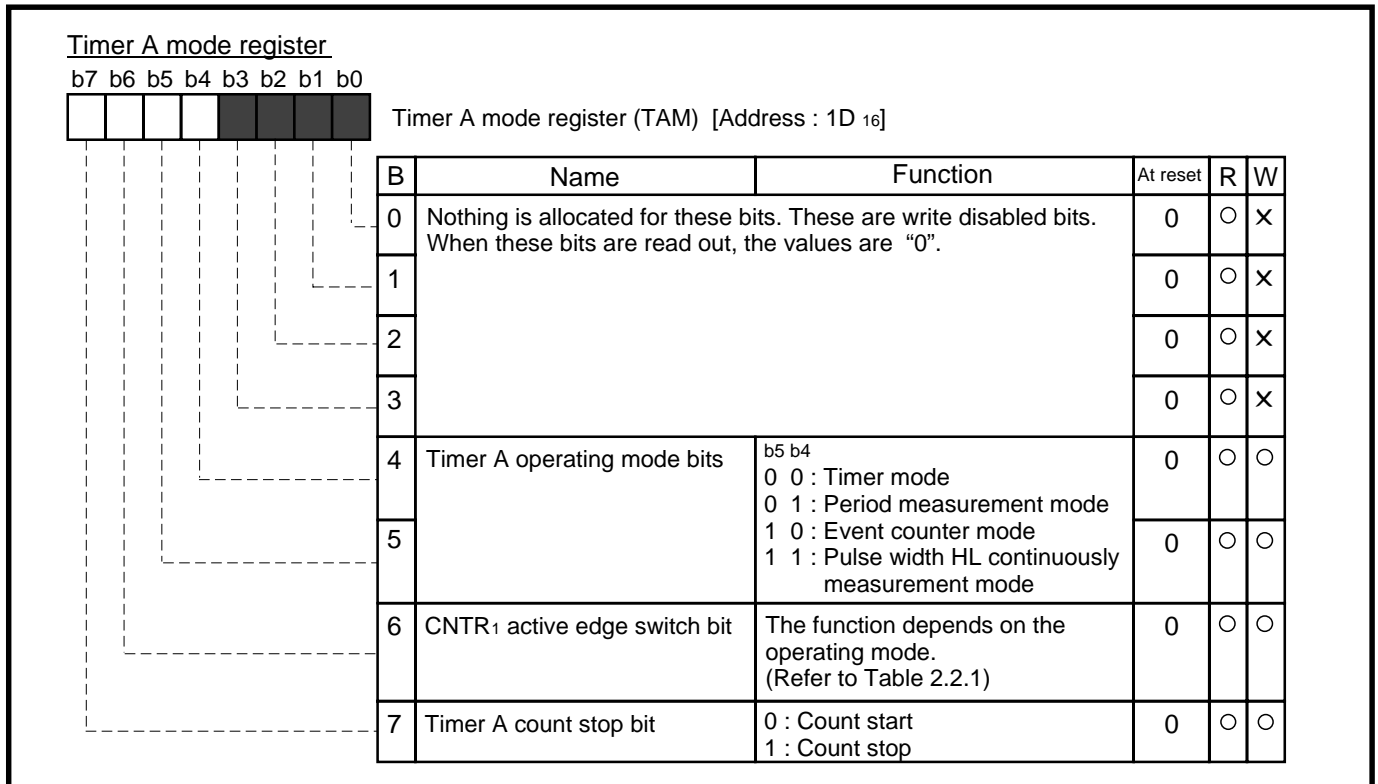 Timer A mode register
b7 b6 b5 b4 b3 b2 b1 b0
Timer A mode register (TAM) [Address : 1D 16]
B Name Function At reset R W
0 Nothing is allocated for these bits. These are write disabled bits. 0 ○ ×
When these bits are read out, the values are “0”.
1 0 ○ ×
2 0 ○ ×
3 0 ○ ×
4 Timer A operating mode bits b5 b4 0 ○ ○
0 0 : Timer mode
0 1 : Period measurement mode
5 1 0 : Event counter mode 0 ○ ○
1 1 : Pulse width HL continuously
measurement mode
6 CNTR1 active edge switch bit The function depends on the 0 ○ ○
operating mode.
(Refer to Table 2.2.1)
7 Timer A count stop bit 0 : Count start 0 ○ ○
1 : Count stop